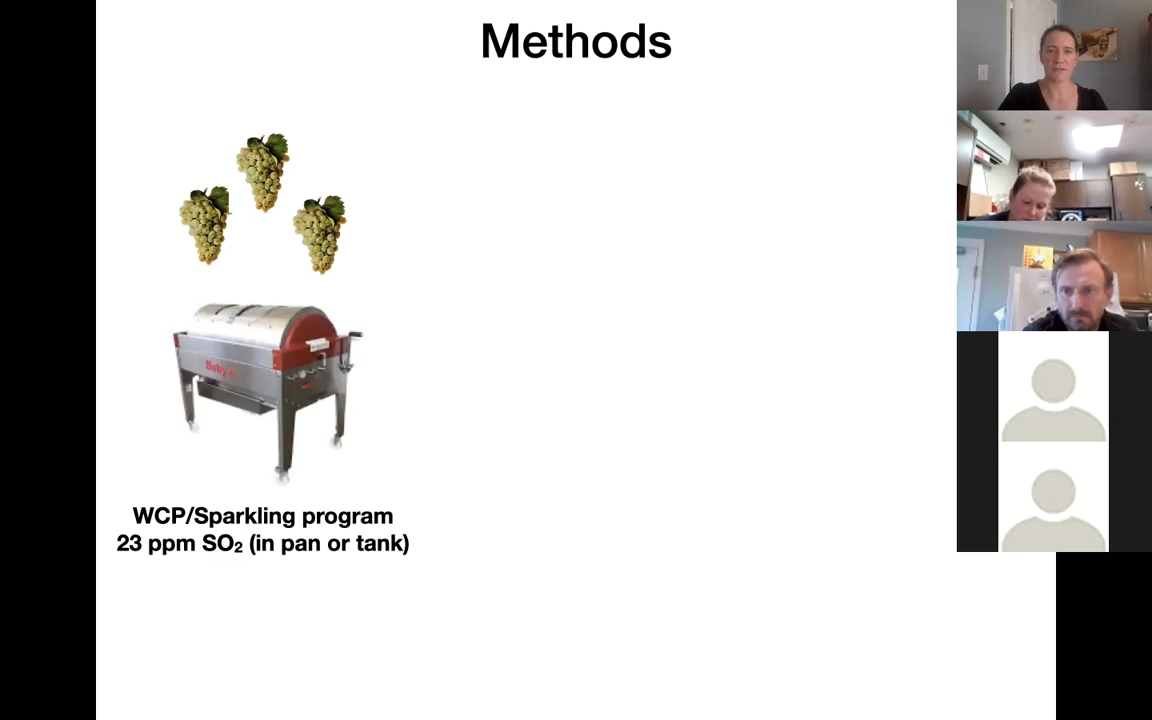 Methods
WCP/Sparkling program
23 ppm SO₂ (in pan or tank)